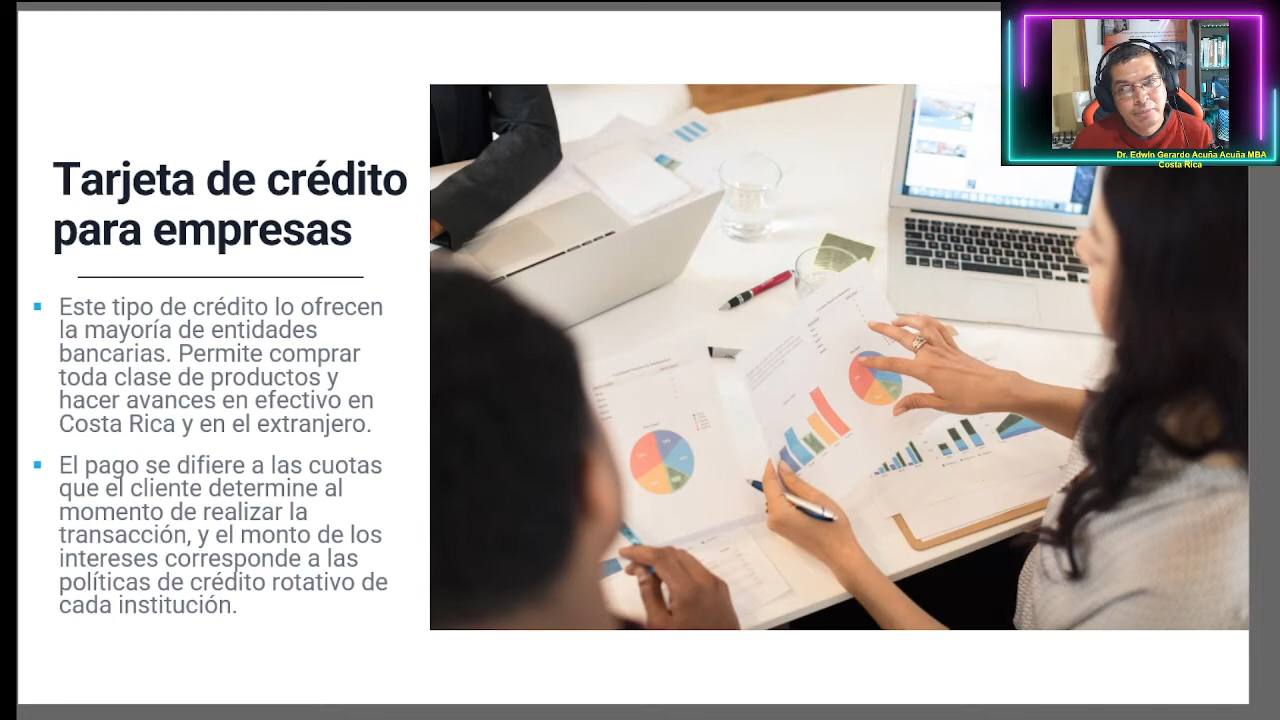 Dr. Edwin Gerardo Acuña Acuña MBA
Costa Rica
Tarjeta de crédito
para empresas
Este tipo de crédito lo ofrecen
la mayoría de entidades
bancarias. Permite comprar
toda clase de productos y
hacer avances en efectivo en
Costa Rica y en el extranjero.
El pago se difiere a las cuotas
que el cliente determine al
momento de realizar la
transacción, y el monto de los
intereses corresponde a las
políticas de crédito rotativo de
cada institución.